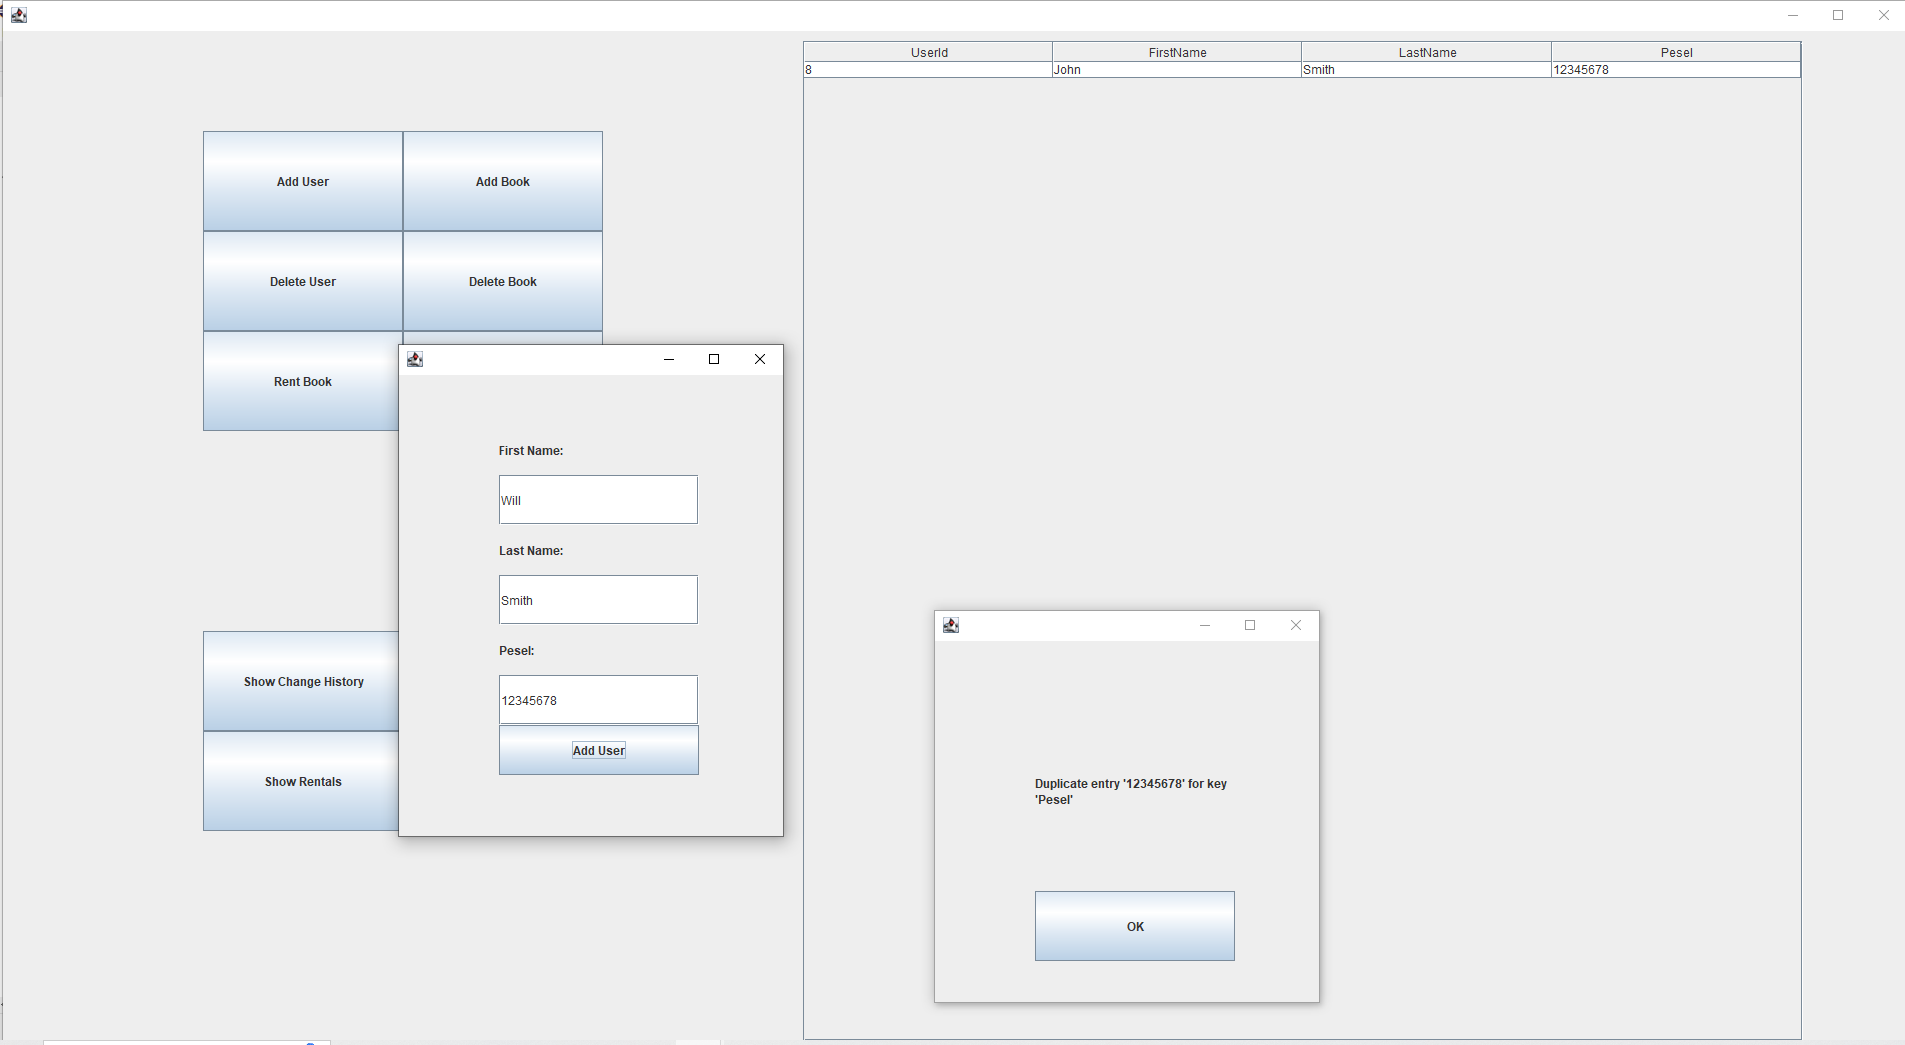 UserId FirstName LastName Pesel
8 John Smith 12345678
Add User Add Book
Delete User Delete Book
Rent Book
First Name:
Will
Last Name:
Smith
Pesel:
12345678
Add User
Show Change History
Show Rentals
Duplicate entry '12345678' for key
'Pesel'
OK